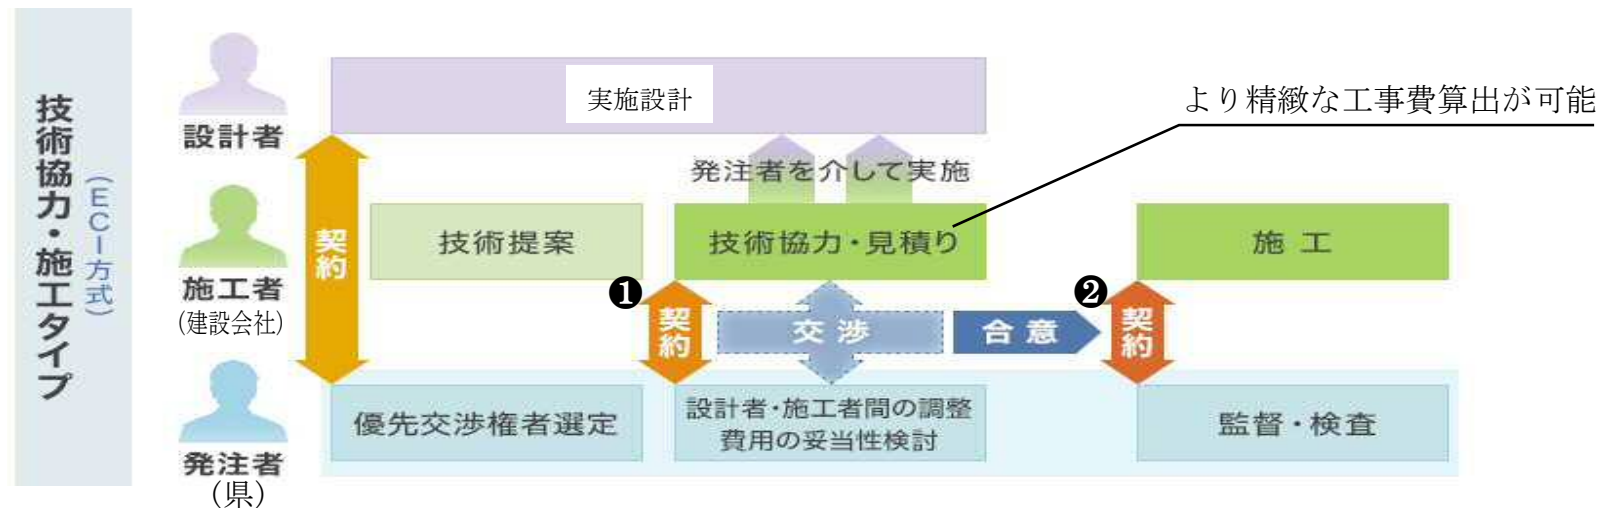 技術協力・施工タイプ
(ECI方式)
設計者
実施設計
より精緻な工事費算出が可能
発注者を介して実施
施工者
(建設会社)
契約
技術提案
技術協力・見積り
施工
❶
契約
交渉
合意
❷
契約
発注者
(県)
優先交渉権者選定
設計者・施工者間の調整
費用の妥当性検討
監督・検査